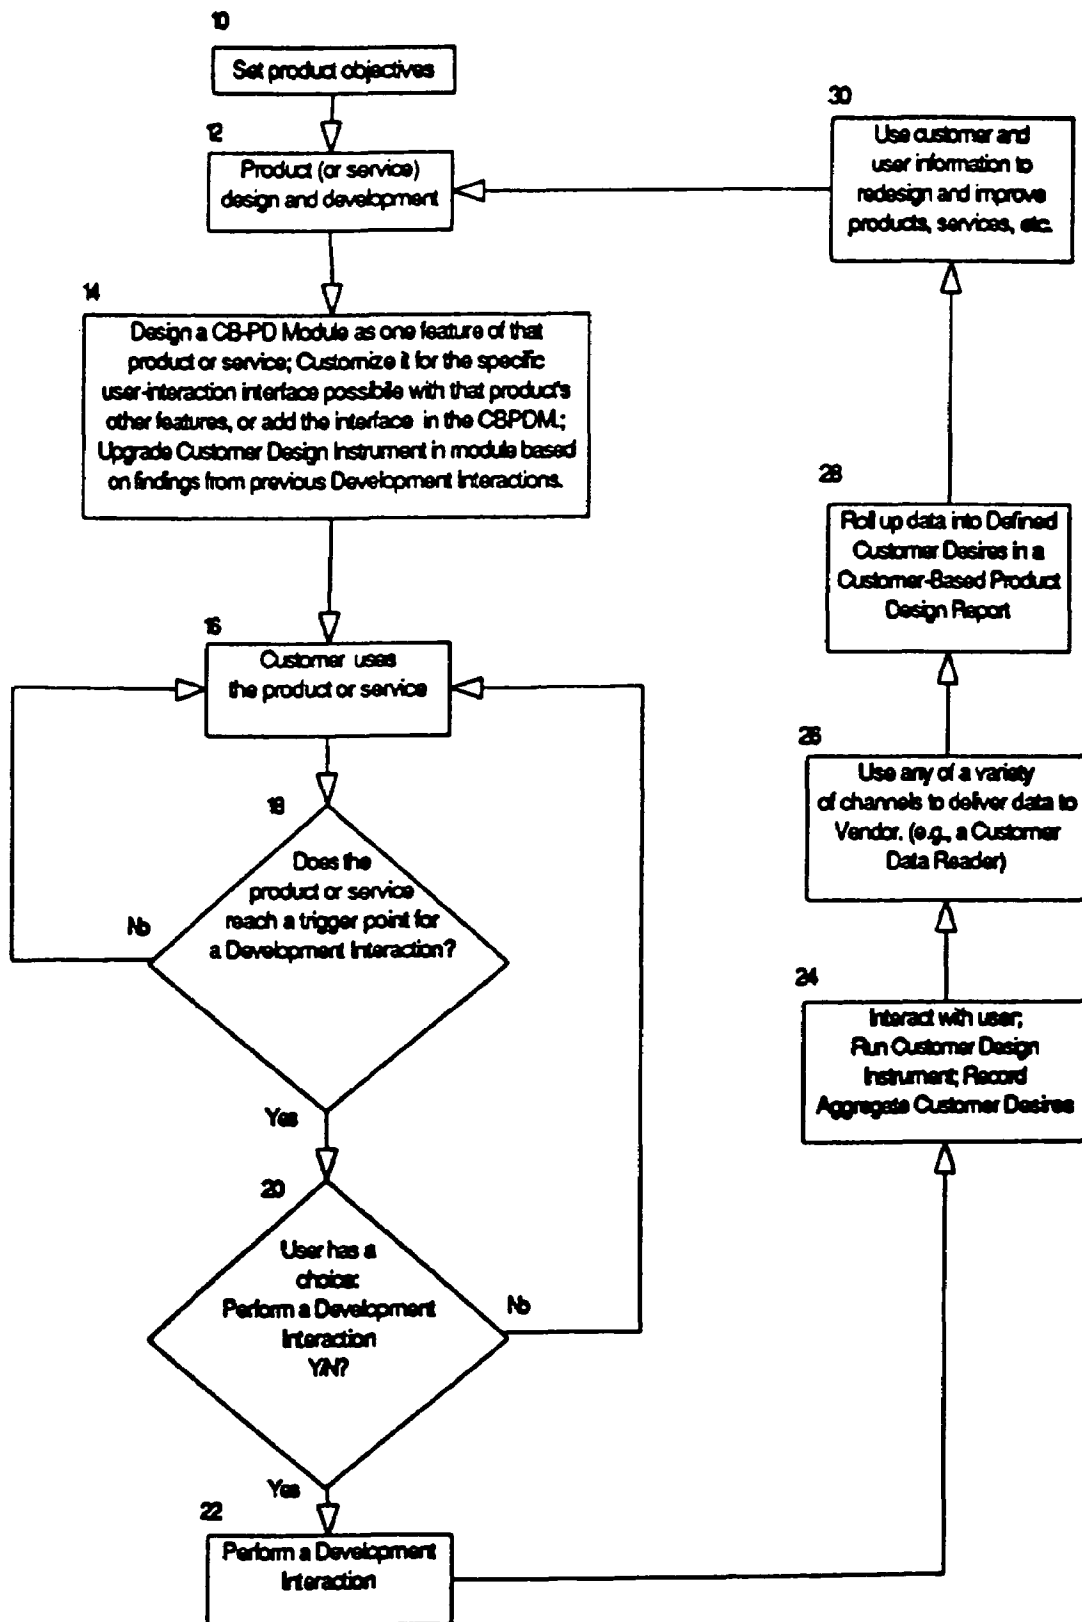 10
Set product objectives
12
Product (or service)
design and development
14
Design a CB-PD Module as one feature of that
product or service; Customize it for the specific
user-interaction interface possibile with that product's
other features, or add the interface in the CBPDM.;
Upgrade Customer Design Instrument in module based
on findings from previous Development Interactions.
16
Customer uses
the product or service
18
Does the
product or service
reach a trigger point for
a Development Interaction?
No
Yes
20
User has a
choice:
Perform a Development
Interaction
Y/N?
No
Yes
22
Perform a Development
Interaction
24
Interact with user;
Run Customer Design
Instrument; Record
Aggregate Customer Desires
26
Use any of a variety
of channels to deliver data to
Vendor. (e.g., a Customer
Data Reader)
28
Roll up data into Defined
Customer Desires in a
Customer-Based Product
Design Report
30
Use customer and
user information to
redesign and improve
products, services, etc.